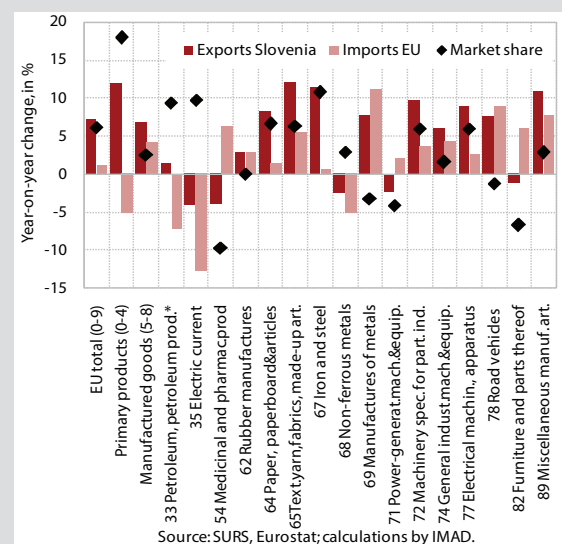 20
15
10
5
0
-5
-10
-15
Year-on-year change, in %
Exports Slovenia
Imports EU
Market share
EU total (0-9)
Primary products (0-4)
Manufactured goods (5-8)
33 Petroleum, petroleum prod.*
35 Electric current
54 Medicinal and pharmac.prod
62 Rubber manufactures
64 Paper, paperboard&articles
65Text.yarn,fabrics, made-up art.
67 Iron and steel
68 Non-ferrous metals
69 Manufactures of metals
71 Power-generat.mach.&equip.
72 Machinery spec. for part. ind.
74 General indust.mach.&equip.
77 Electrical machin., apparatus
78 Road vehicles
82 Furniture and parts thereof
89 Miscellaneous manuf. art.
Source: SURS, Eurostat; calculations by IMAD.